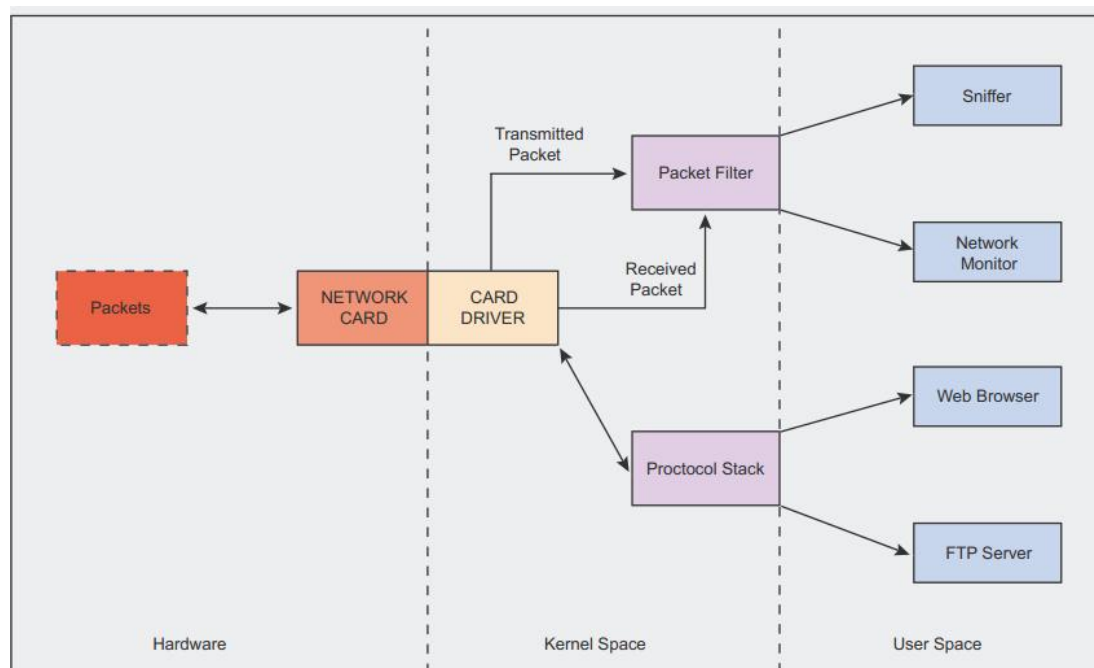 Sniffer
Transmitted
Packet
Packet Filter
Network
Monitor
Received
Packet
Packets
NETWORK
CARD
CARD
DRIVER
Web Browser
Proctocol Stack
FTP Server
Hardware
Kernel Space
User Space